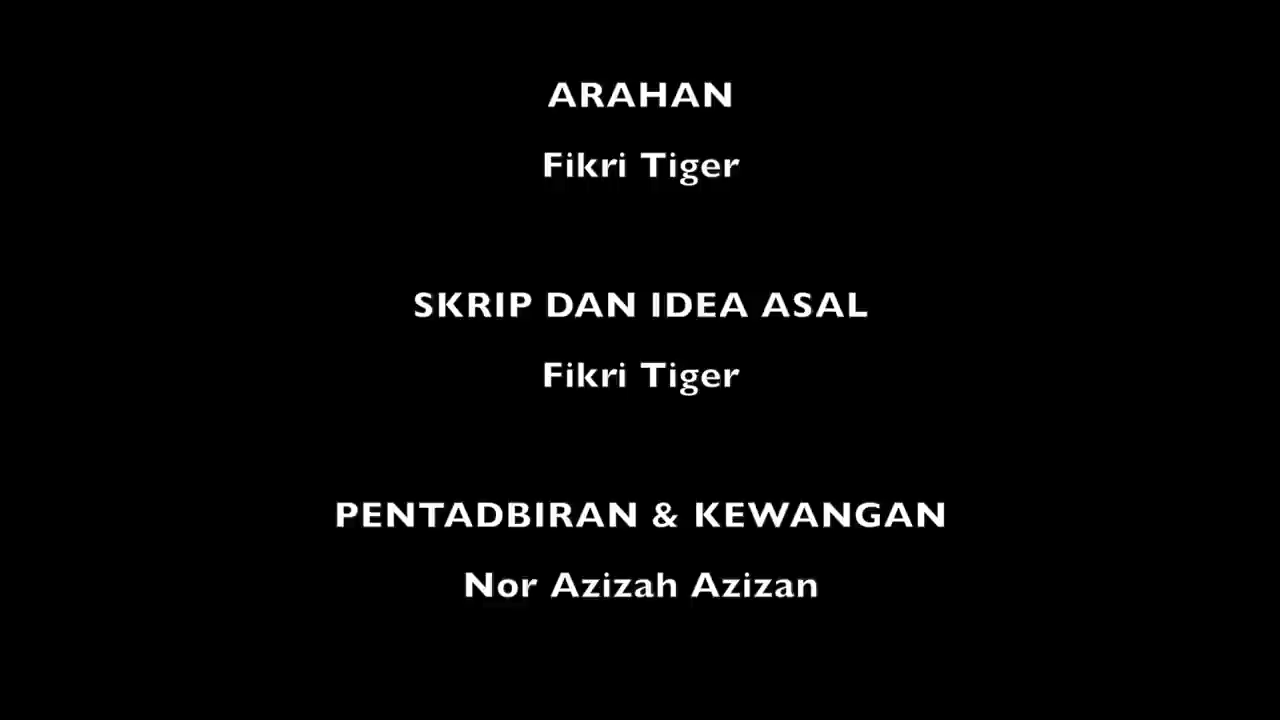 ARAHAN
Fikri Tiger
SKRIP DAN IDEA ASAL
Fikri Tiger
PENTADBIRAN & KEWANGAN
Nor Azizah Azizan